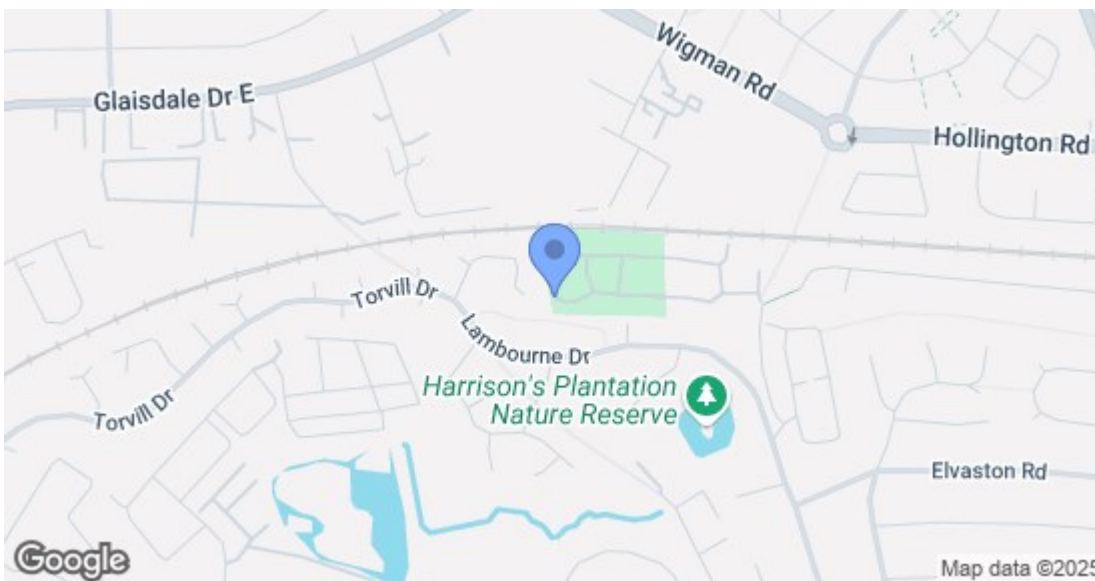 Wigman Rd
Glaisdale Dr E
Hollington Rd
Torvill Dr
Lambourne Dr
Harrison's Plantation
Nature Reserve
Torvill Dr
Elvaston Rd
Google
Map data ©2025